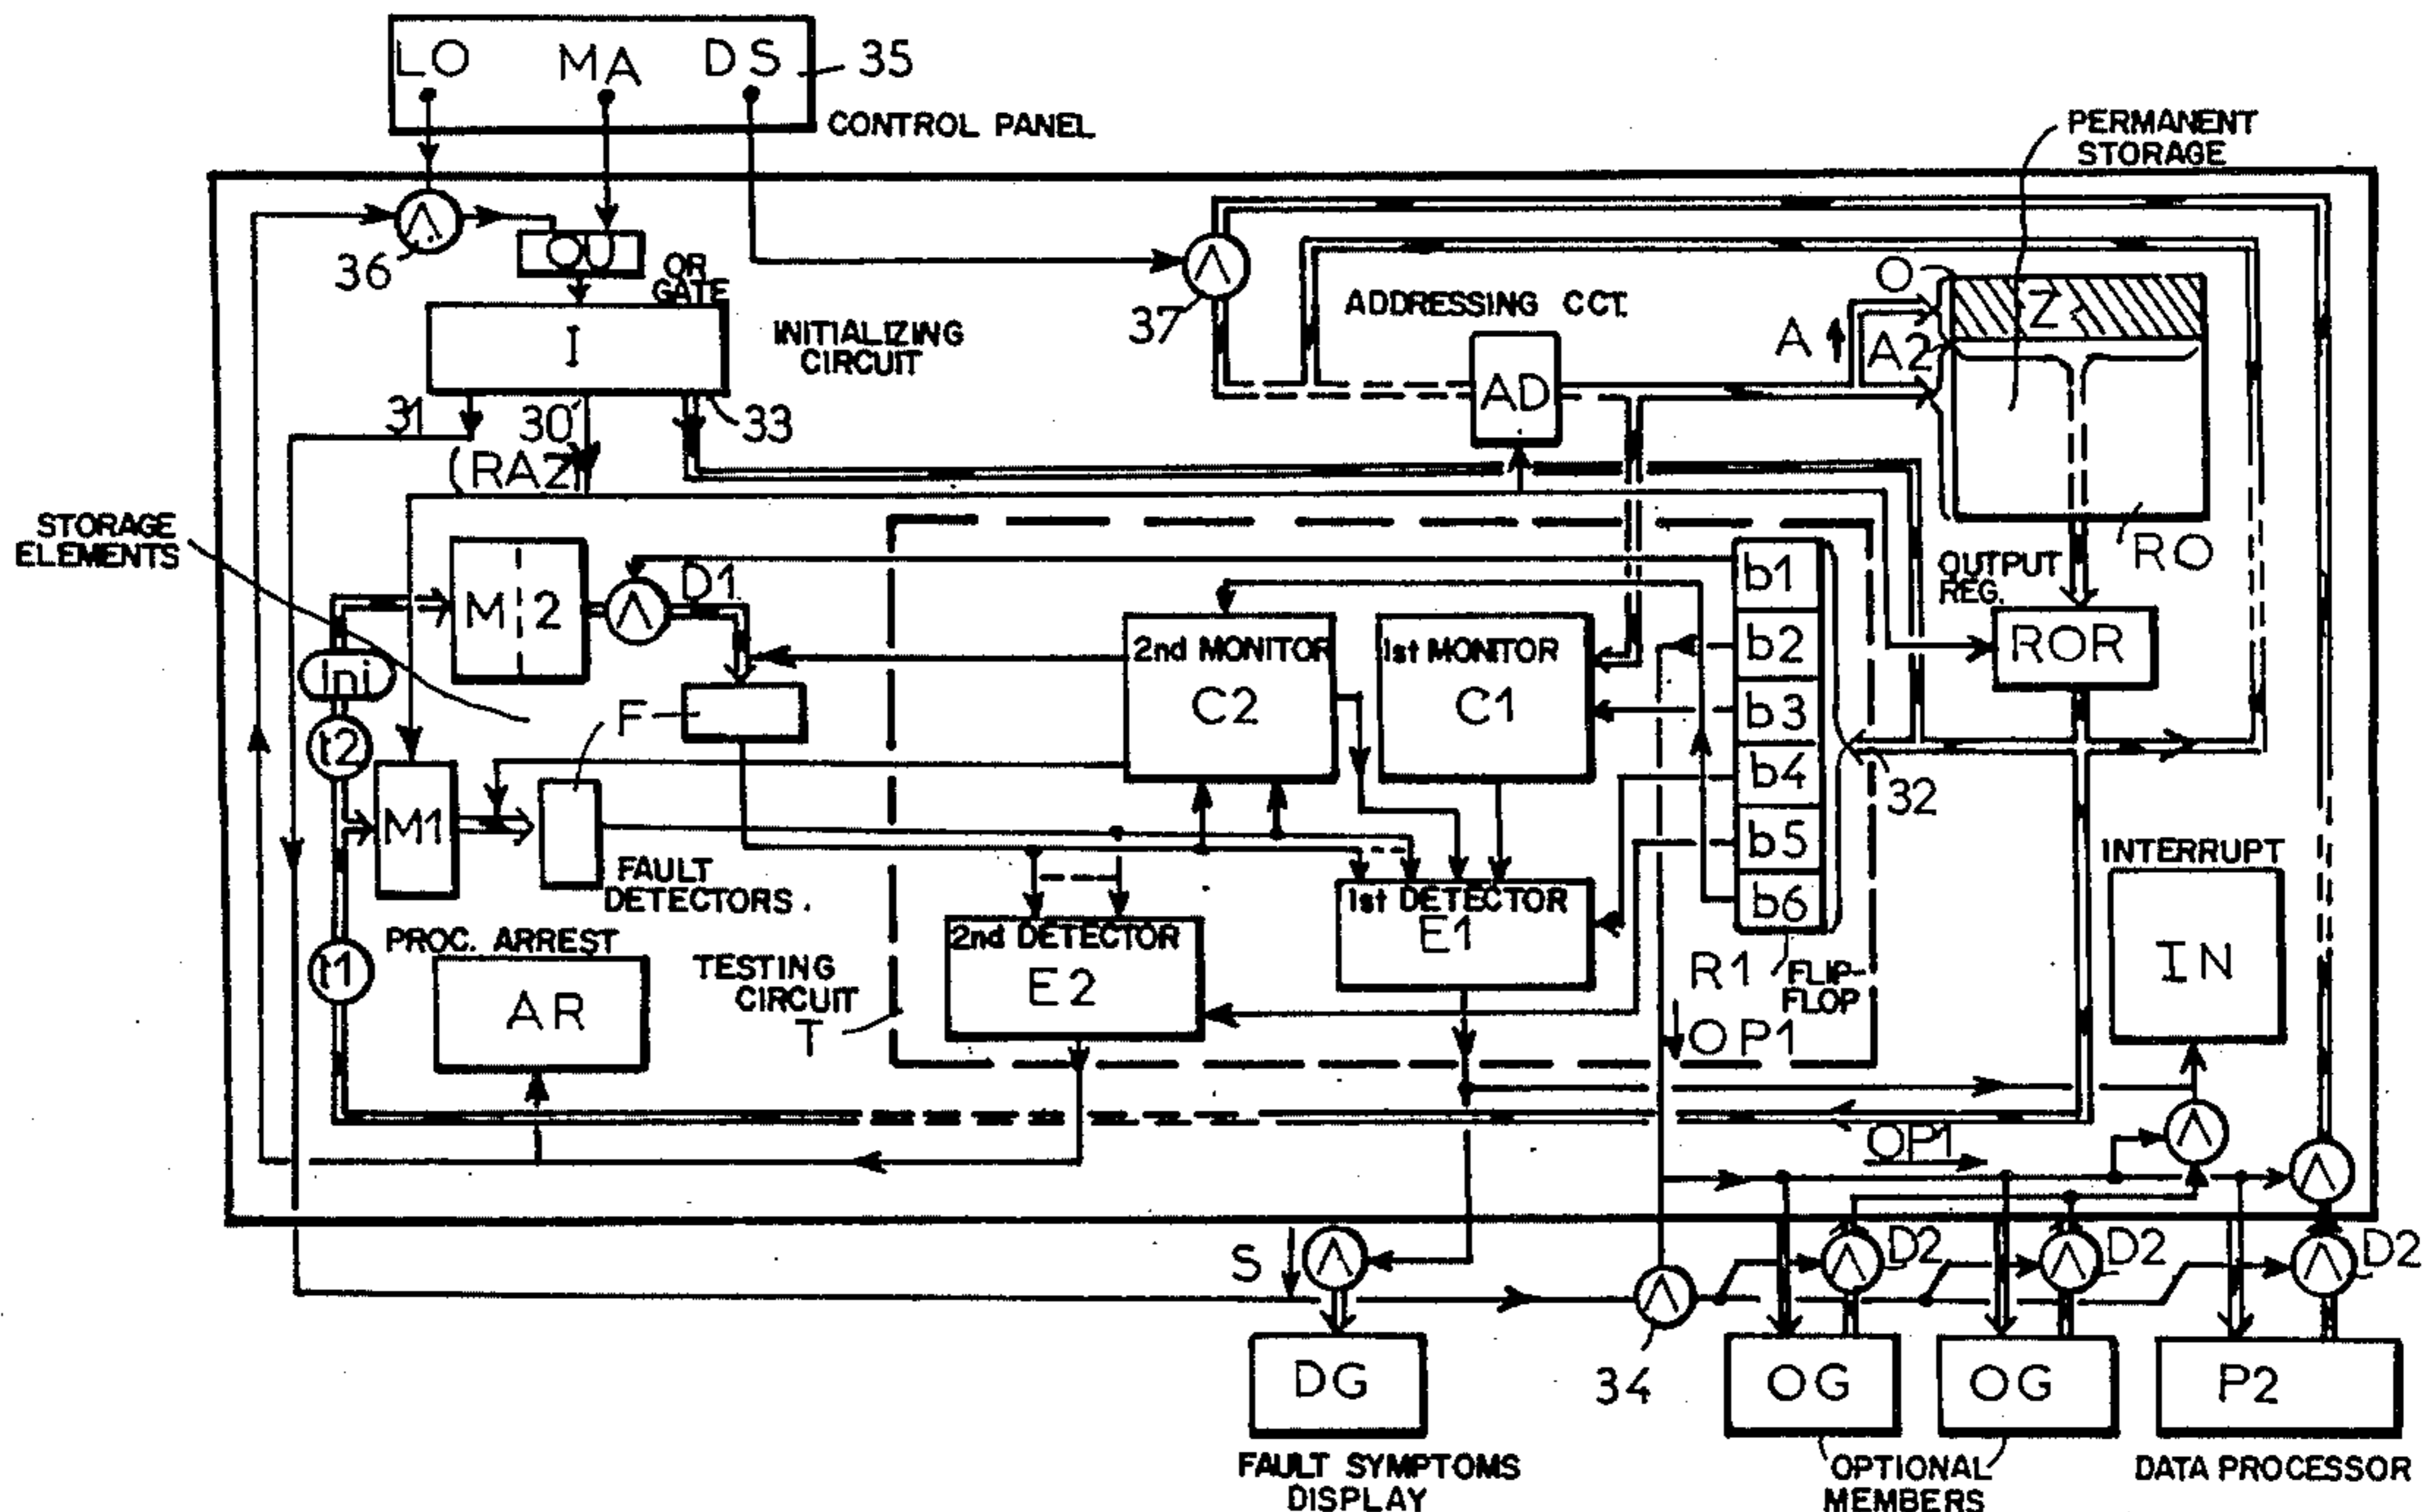 LO MA DS 35
CONTROL PANEL
PERMANENT
STORAGE
36
OU
OR
GATE
37
ADDRESSING CCT.
O
Z
I
INITIALIZING
CIRCUIT
A
A2
AD
31
30
33
(RAZ)
STORAGE
ELEMENTS
RO
OUTPUT
REG.
M 2
D1
b1
2nd MONITOR
1st MONITOR
b2
ROR
Ini
C2
C1
F
b3
t2
b4
32
M1
b5
INTERRUPT
FAULT
DETECTORS.
1st DETECTOR
b6
PROC. ARREST
2nd DETECTOR
E1
IN
t1
TESTING
CIRCUIT
R1
FLIP-
FLOP
AR
E2
T
OP1
OP1
S
D2
D2
D2
34
DG
OG
OG
P2
FAULT SYMPTOMS
DISPLAY
OPTIONAL
MEMBERS
DATA PROCESSOR